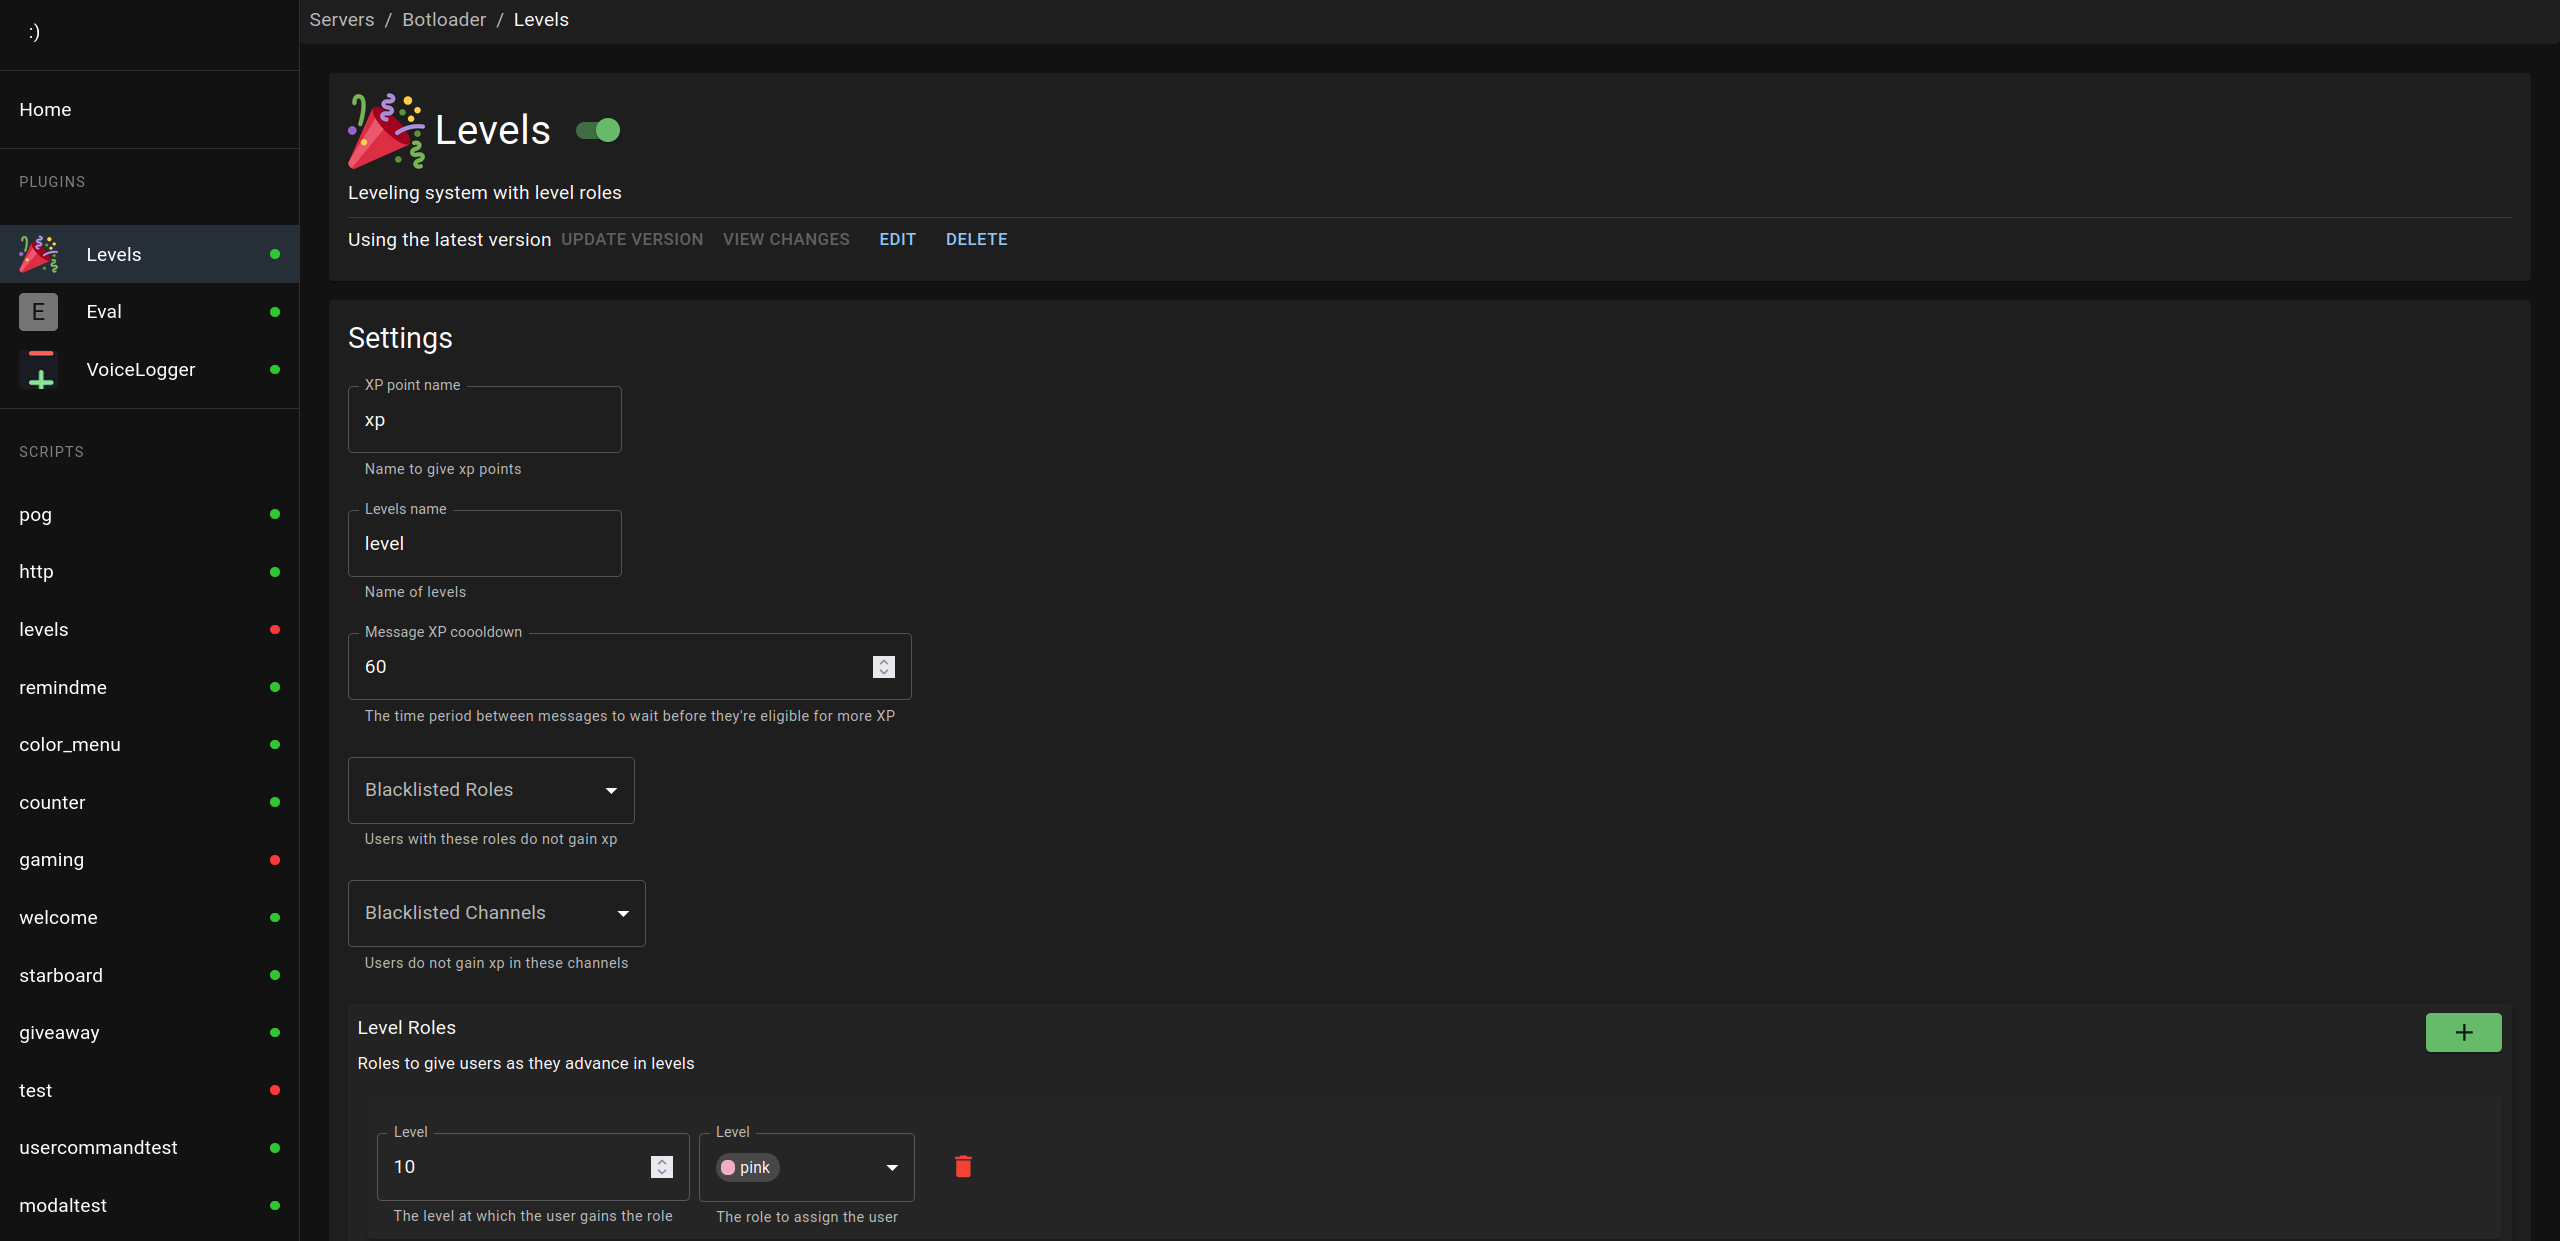 :)
Home
PLUGINS
Levels
E Eval
VoiceLogger
SCRIPTS
pog
http
levels
remindme
color_menu
counter
gaming
welcome
starboard
giveaway
test
usercommandtest
modaltest
Servers / Botloader / Levels
Levels
Leveling system with level roles
Using the latest version UPDATE VERSION VIEW CHANGES EDIT DELETE
Settings
XP point name
xp
Name to give xp points
Levels name
level
Name of levels
Message XP coooldown
60
The time period between messages to wait before they're eligible for more XP
Blacklisted Roles
Users with these roles do not gain xp
Blacklisted Channels
Users do not gain xp in these channels
Level Roles
+
Roles to give users as they advance in levels
Level Level
10 pink
The level at which the user gains the role The role to assign the user